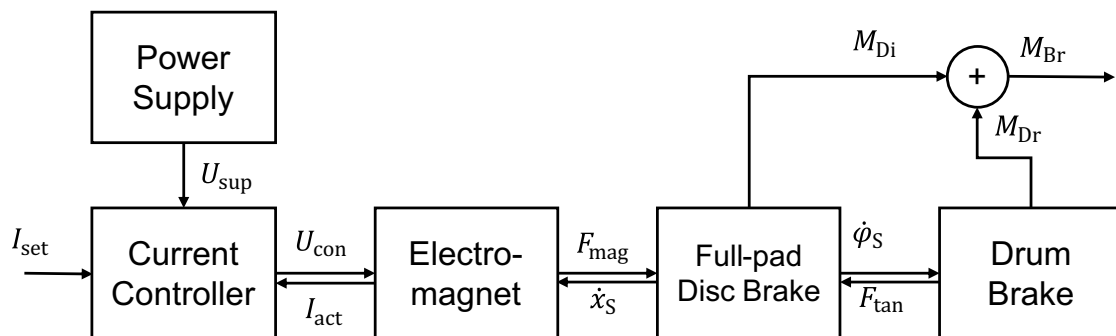 Power
Supply
M_Di
+
M_Br
M_Dr
U_sup
I_set
Current
Controller
U_con
I_act
Electro-
magnet
F_mag
ẋ_S
Full-pad
Disc Brake
φ̇_S
F_tan
Drum
Brake